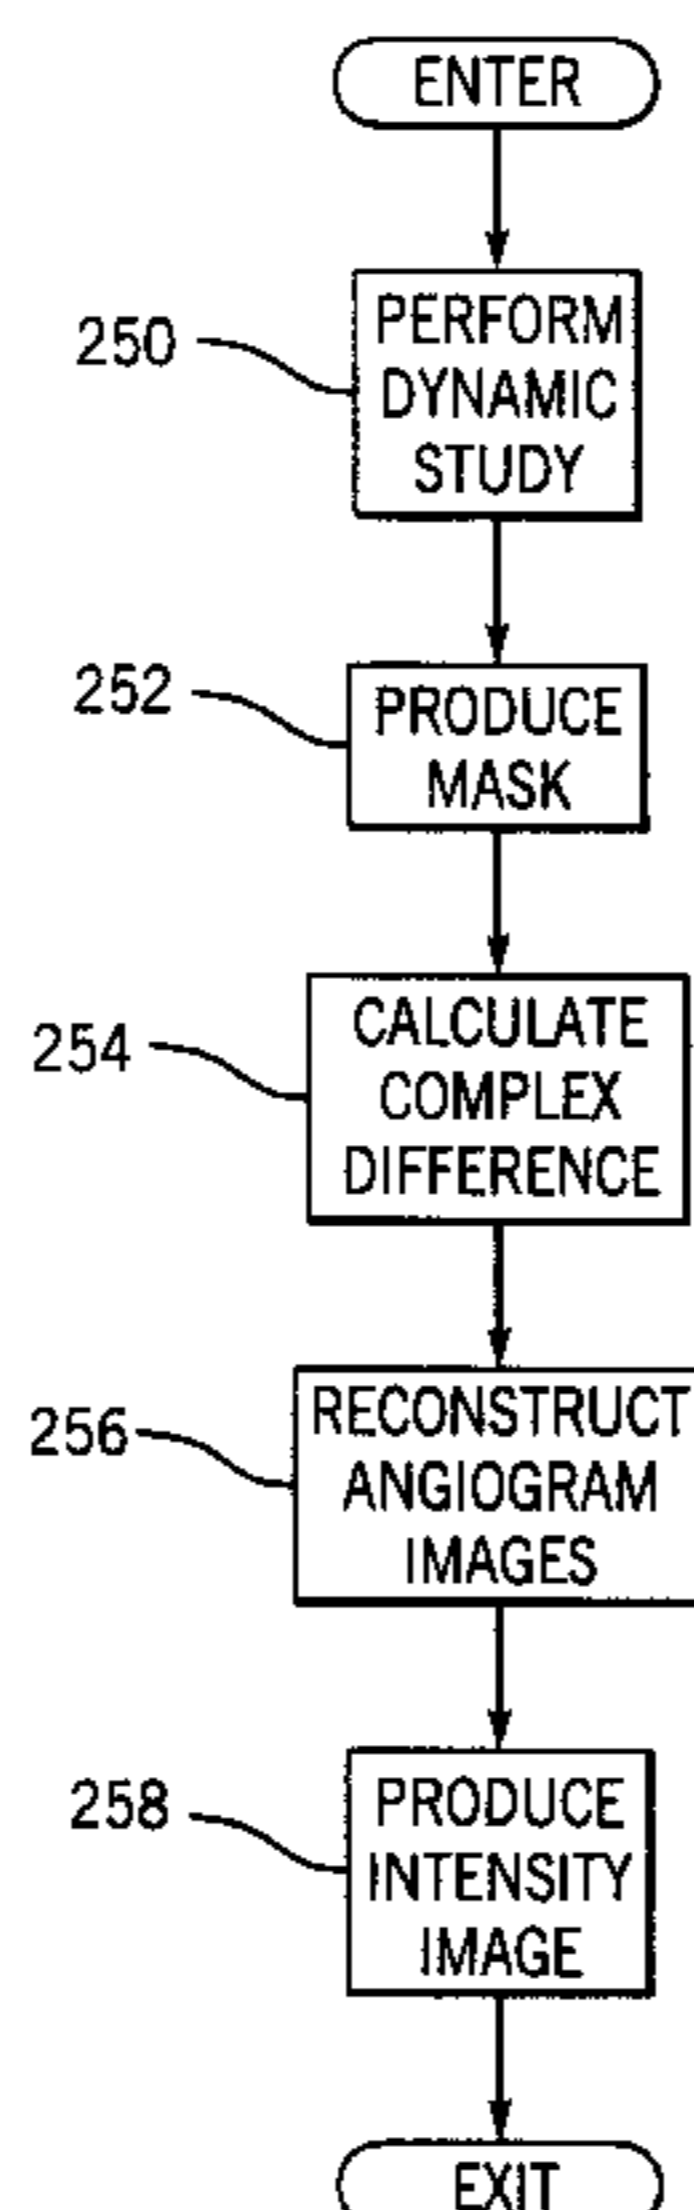 ENTER
250
PERFORM
DYNAMIC
STUDY
252
PRODUCE
MASK
254
CALCULATE
COMPLEX
DIFFERENCE
256
RECONSTRUCT
ANGIOGRAM
IMAGES
258
PRODUCE
INTENSITY
IMAGE
EXIT